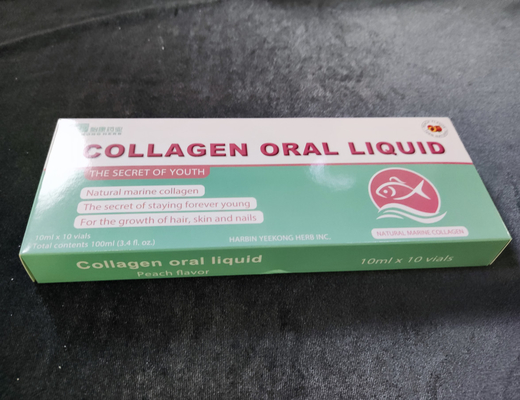 COLLAGEN ORAL LIQUID
THE SECRET OF YOUTH
Natural marine collagen
The secret of staying forever young
For the growth of hair, skin and nails
10ml x 10 vials
Total contents 100ml (3.4 fl. oz.)
HARBIN YEEKONG HERB INC.
NATURAL MARINE COLLAGEN
Collagen oral liquid
Peach flavor
10ml x 10 vials